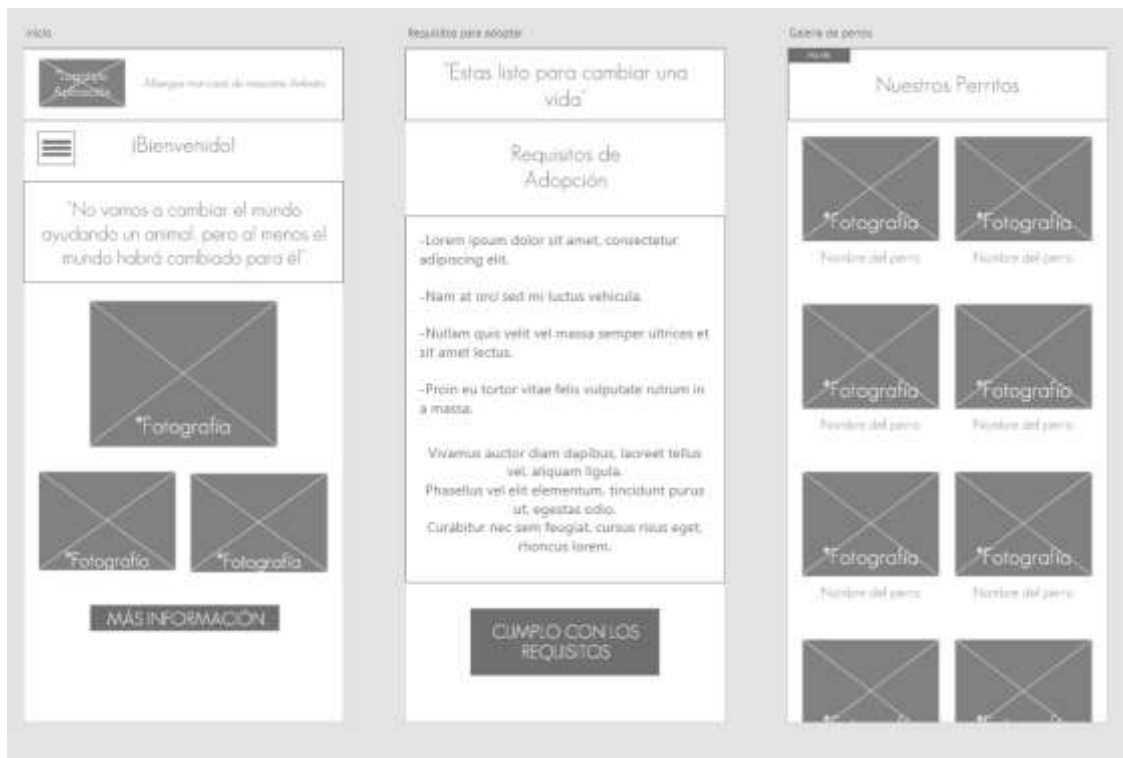 Inicio
"Logotipo
Aplicación
Albergue
¡Bienvenido!
"No vamos a cambiar el mundo
ayudando un animal, pero al menos el
mundo habrá cambiado para él"
*Fotografía
*Fotografía
*Fotografía
MÁS INFORMACIÓN
Requisitos para adoptar
"Estas listo para cambiar una
vida"
Requisitos de
Adopción
-Lorem ipsum dolor sit amet, consectetur
adipiscing elit.
-Nam at orci sed mi luctus vehicula.
-Nullam quis velit vel massa semper ultrices et
sit amet lectus.
-Proin eu tortor vitae felis vulputate rutrum in
a massa.
Vivamus auctor diam dapibus, laoreet tellus
vel, aliquam ligula.
Phasellus vel elit elementum, tincidunt purus
ut, egestas odio.
Curabitur nec sem feugiat, cursus risus eget,
rhoncus lorem.
CUMPLO CON LOS
REQUISITOS
Galería de perros
Nuestros Perritos
*Fotografía
*Fotografía
Nombre del perro
Nombre del perro
*Fotografía
*Fotografía
Nombre del perro
Nombre del perro
*Fotografía
*Fotografía
Nombre del perro
Nombre del perro
*Fotografía
*Fotografía